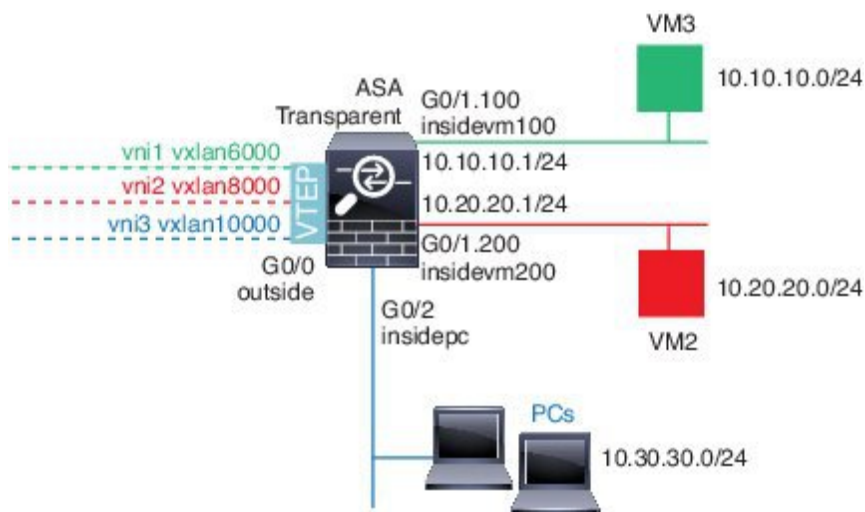 VM3
10.10.10.0/24
ASA
Transparent
G0/1.100
insidevm100
vni1 vxlan6000
vni2 vxlan8000
vni3 vxlan10000
VTEP
10.10.10.1/24
10.20.20.1/24
G0/0
outside
G0/1.200
insidevm200
10.20.20.0/24
VM2
G0/2
insidepc
PCs
10.30.30.0/24